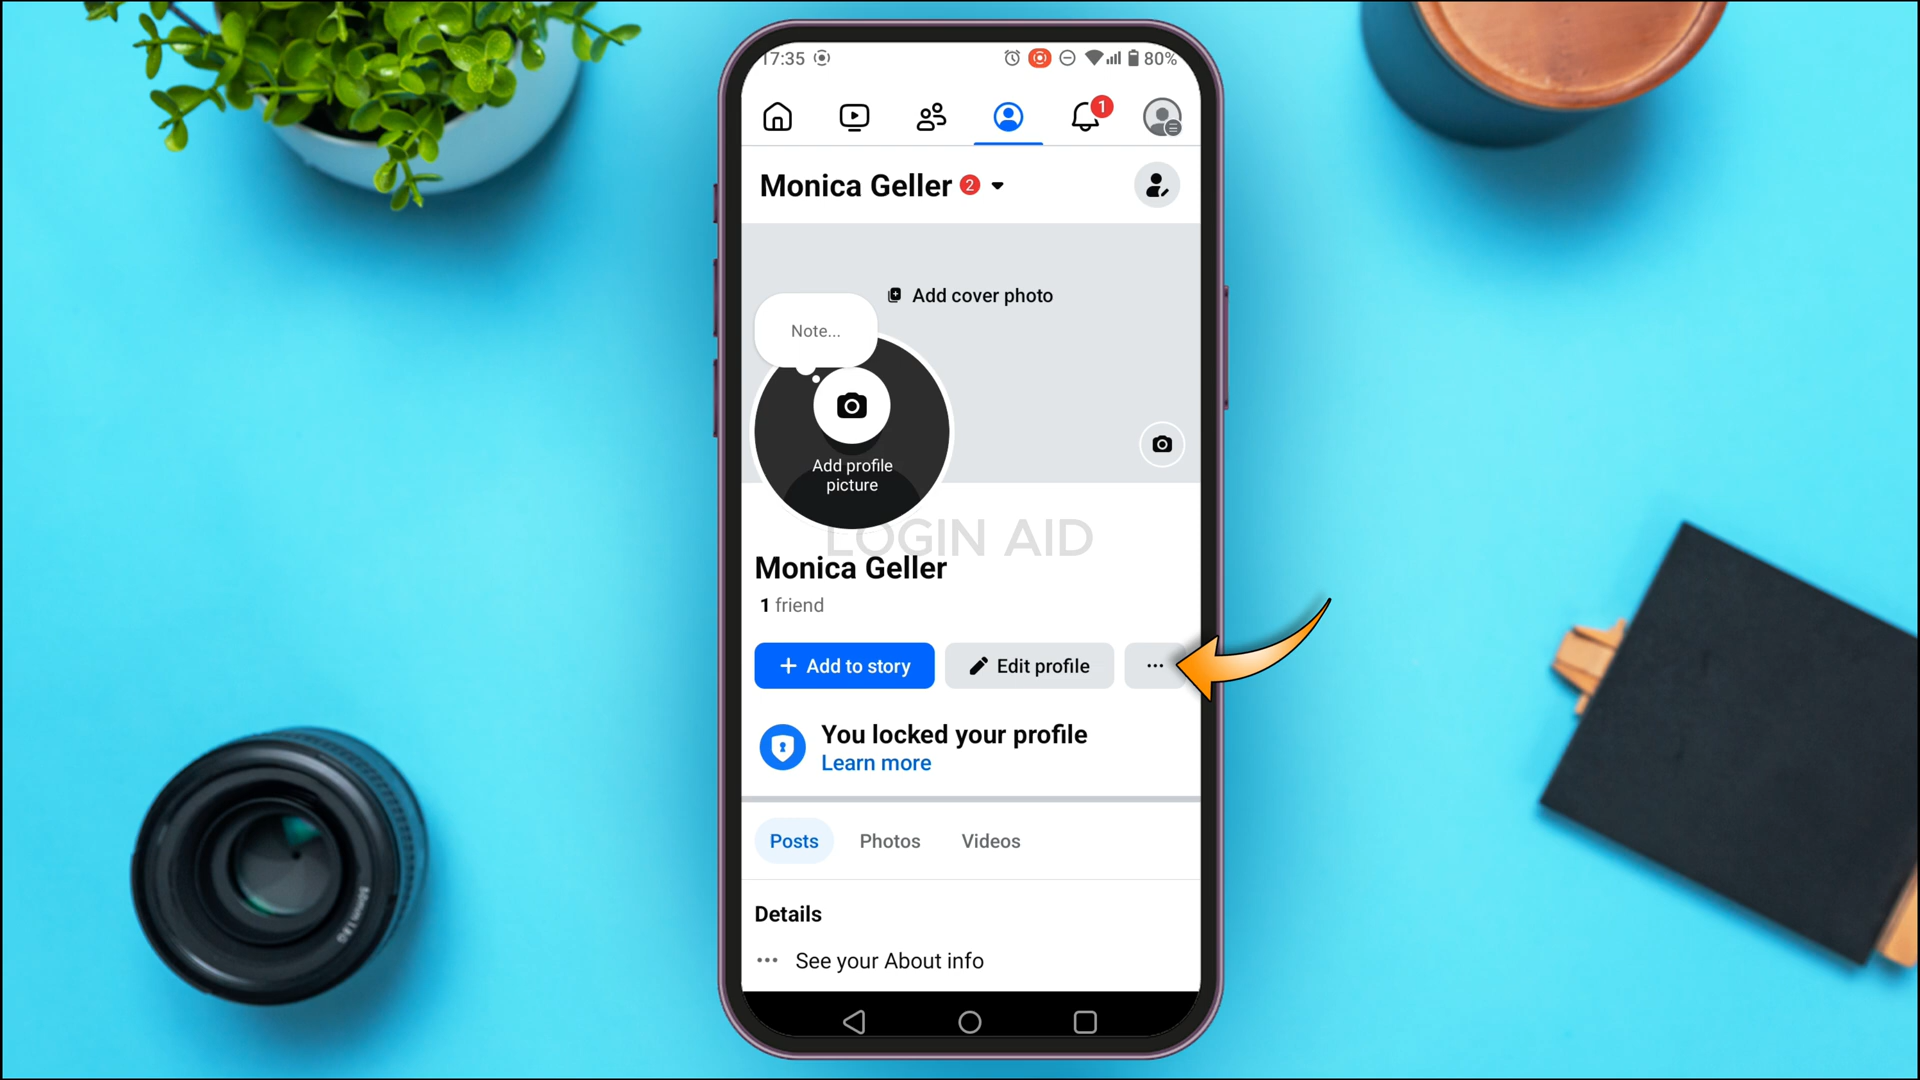 17:35 80%
1
Monica Geller 2
Add cover photo
Note...
Add profile
picture
LOGIN AID
Monica Geller
1 friend
+ Add to story Edit profile ...
You locked your profile
Learn more
Posts Photos Videos
Details
... See your About info